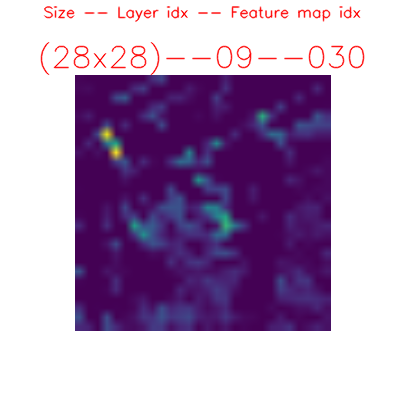 Size -- Layer idx -- Feature map idx
(28x28)--09--030